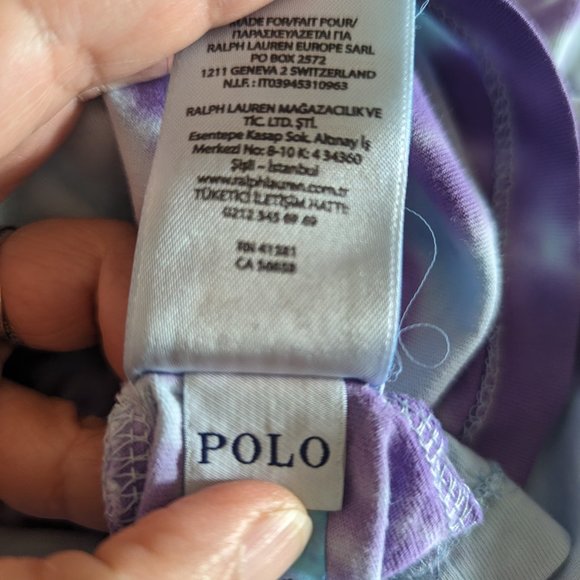 MADE FOR/FAIT POUR/
ΠΑΡΑΣΚΕΥΑΖΕΤΑΙ ΓΙΑ
RALPH LAUREN EUROPE SARL
PO BOX 2572
1211 GENEVA 2 SWITZERLAND
N.I.F.: IT03945310963
RALPH LAUREN MAĞAZACILIK VE
TİC. LTD. ŞTİ.
Esentepe Kasap Sok. Altınay İş
Merkezi No: 8-10 K: 4 34360
Şişli - İstanbul
www.ralphlauren.com.tr
TÜKETİCİ İLETİŞİM HATTI:
0212 345 69 69
RN 41381
CA 56658
POLO